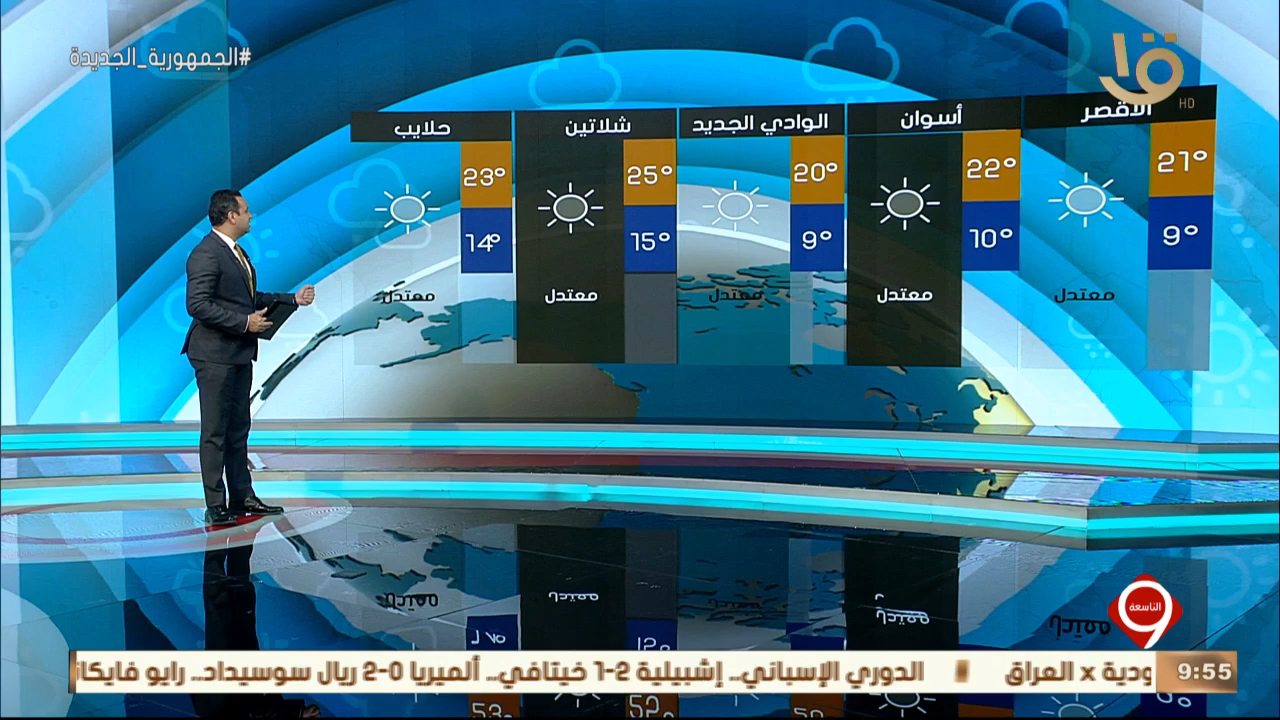 #الجمهورية_الجديدة
HD
الأقصر
21°
9°
معتدل
أسوان
22°
10°
معتدل
الوادي الجديد
20°
9°
معتدل
شلاتين
25°
15°
معتدل
حلايب
23°
14°
معتدل
التاسعة
9
ودية x العراق
الدوري الإسباني.. إشبيلية 2-1 خيتافي.. ألميريا 0-2 ريال سوسيداد.. رايو فايكا
9:55